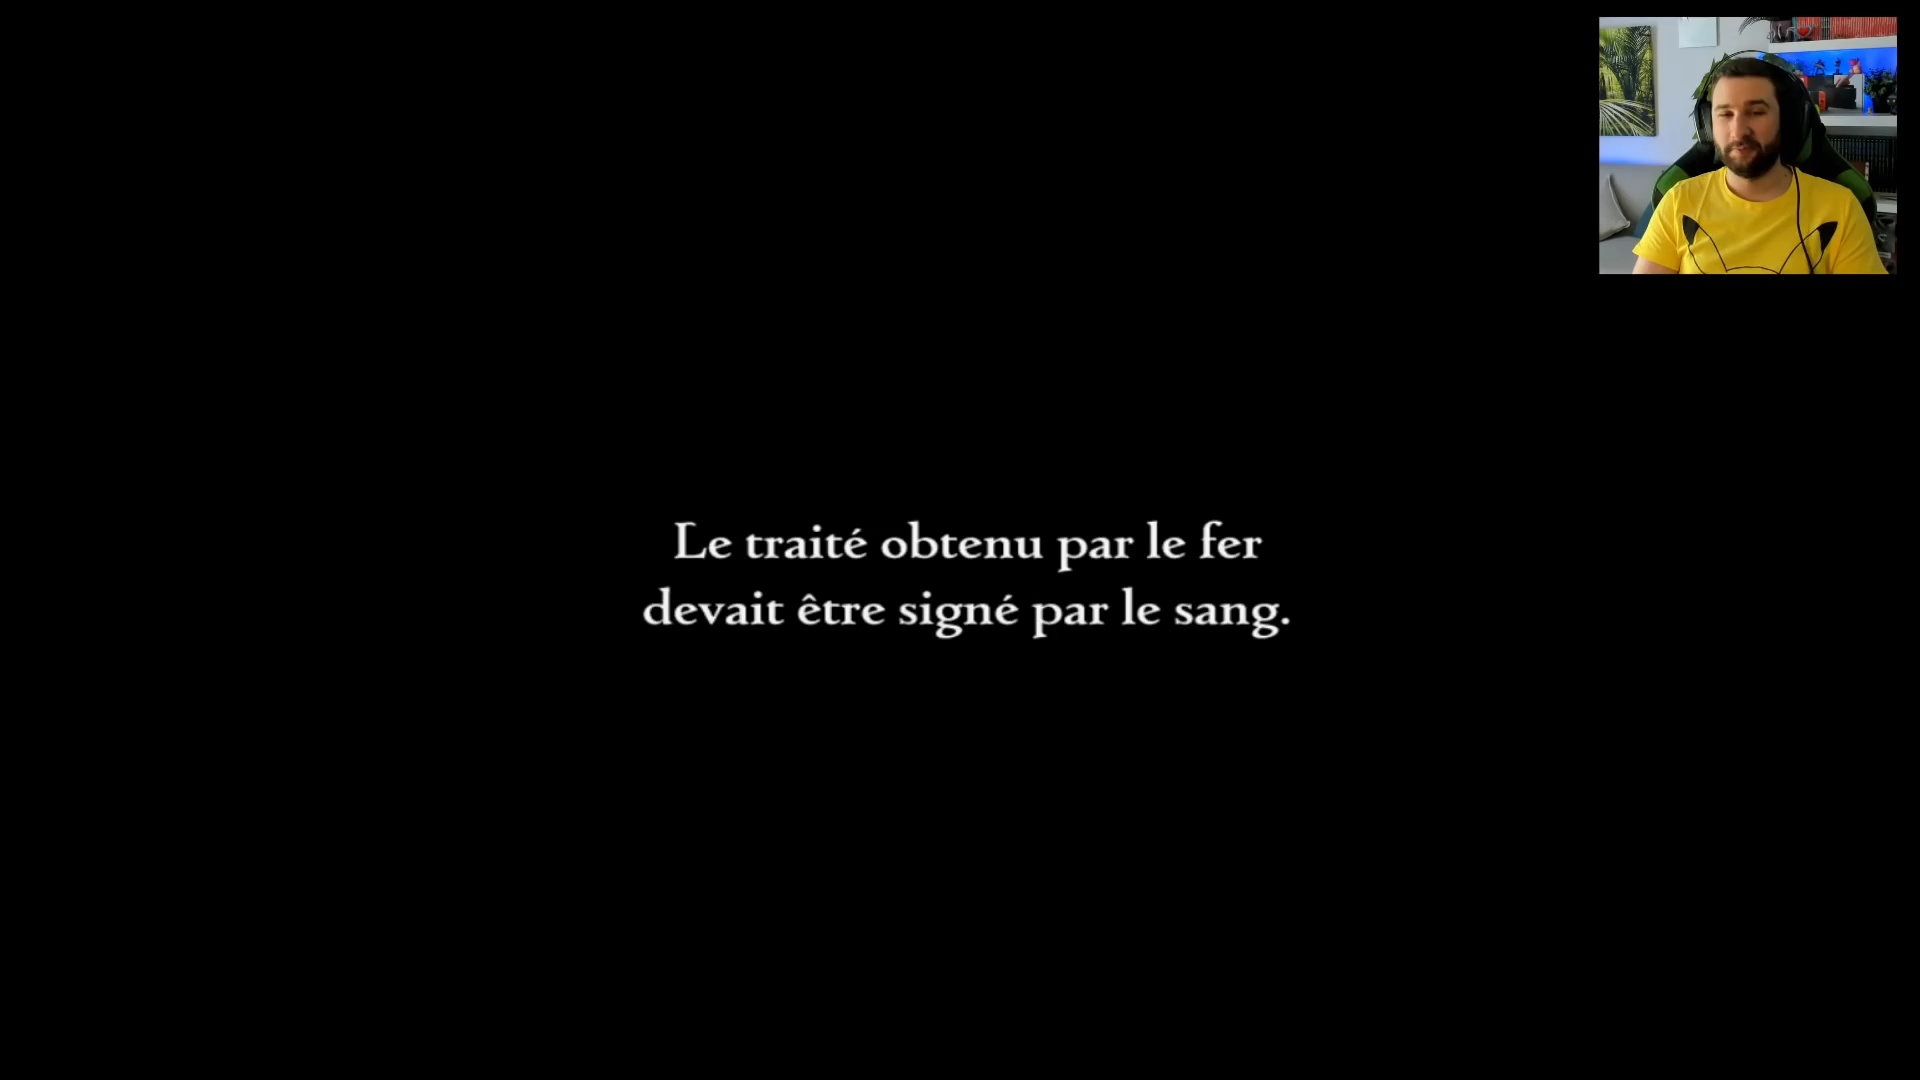 Le traité obtenu par le fer
devait être signé par le sang.